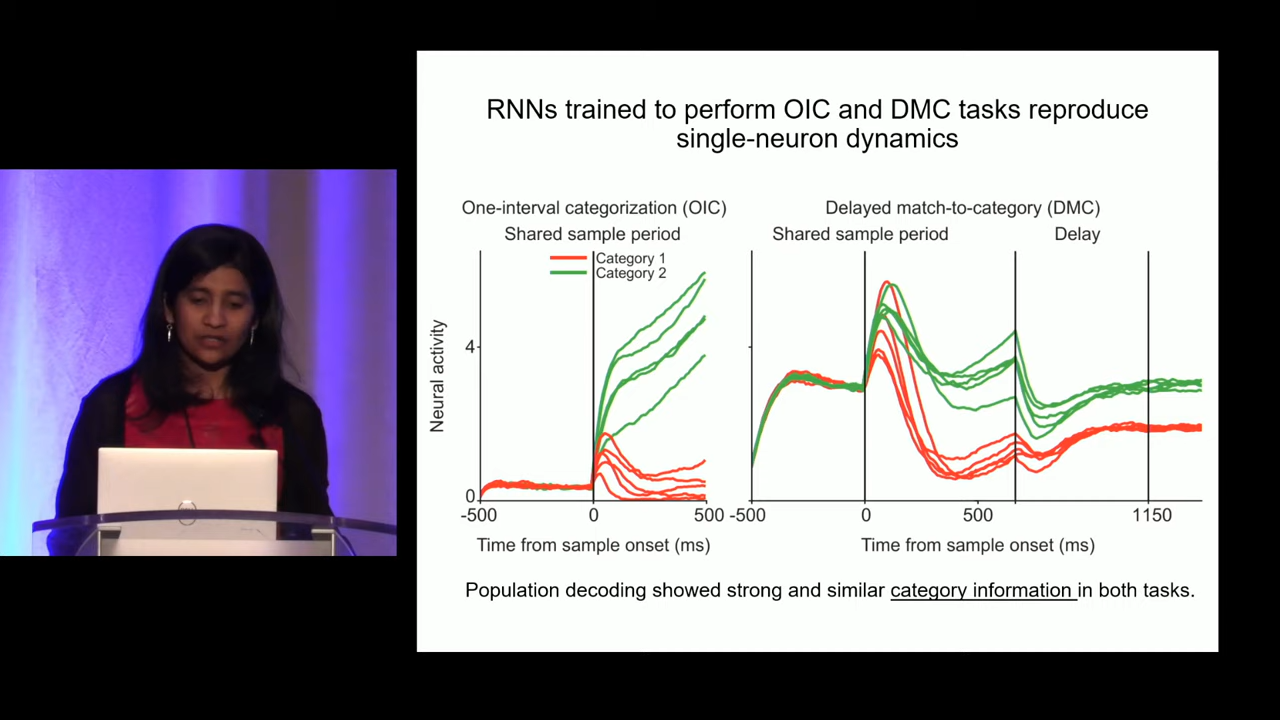 RNNs trained to perform OIC and DMC tasks reproduce
single-neuron dynamics
One-interval categorization (OIC)
Shared sample period
Category 1
Category 2
Neural activity
4
0
-500
0
500
Time from sample onset (ms)
Delayed match-to-category (DMC)
Shared sample period
Delay
-500
0
500
1150
Time from sample onset (ms)
Population decoding showed strong and similar category information in both tasks.